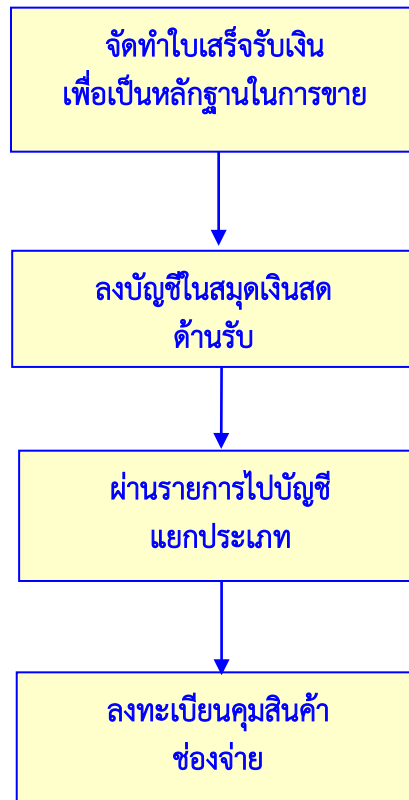 จัดทำใบเสร็จรับเงิน
เพื่อเป็นหลักฐานในการขาย
ลงบัญชีในสมุดเงินสด
ด้านรับ
ผ่านรายการไปบัญชี
แยกประเภท
ลงทะเบียนคุมสินค้า
ช่องจ่าย